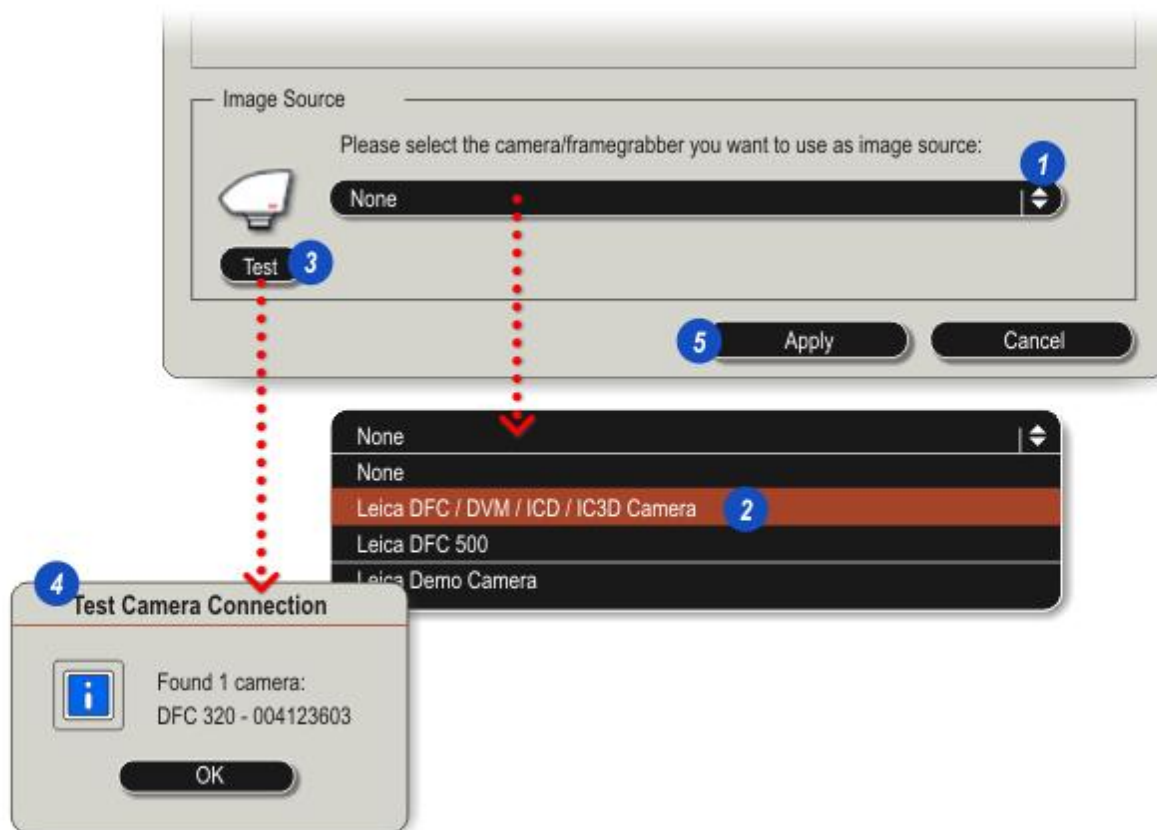 Image Source
Please select the camera/framegrabber you want to use as image source:
1
None
Test 3
5 Apply Cancel
None
None
Leica DFC / DVM / ICD / IC3D Camera 2
Leica DFC 500
Leica Demo Camera
4
Test Camera Connection
Found 1 camera:
DFC 320 - 004123603
OK